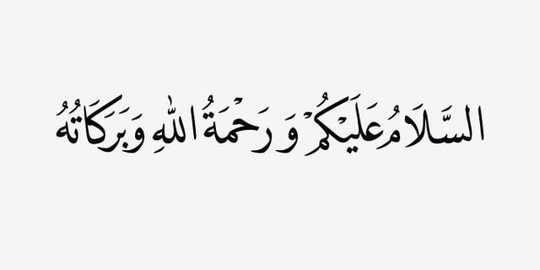 السَّلَامُ عَلَيْكُمْ وَ رَحْمَةُ اللهِ وَبَرَكَاتُهُ